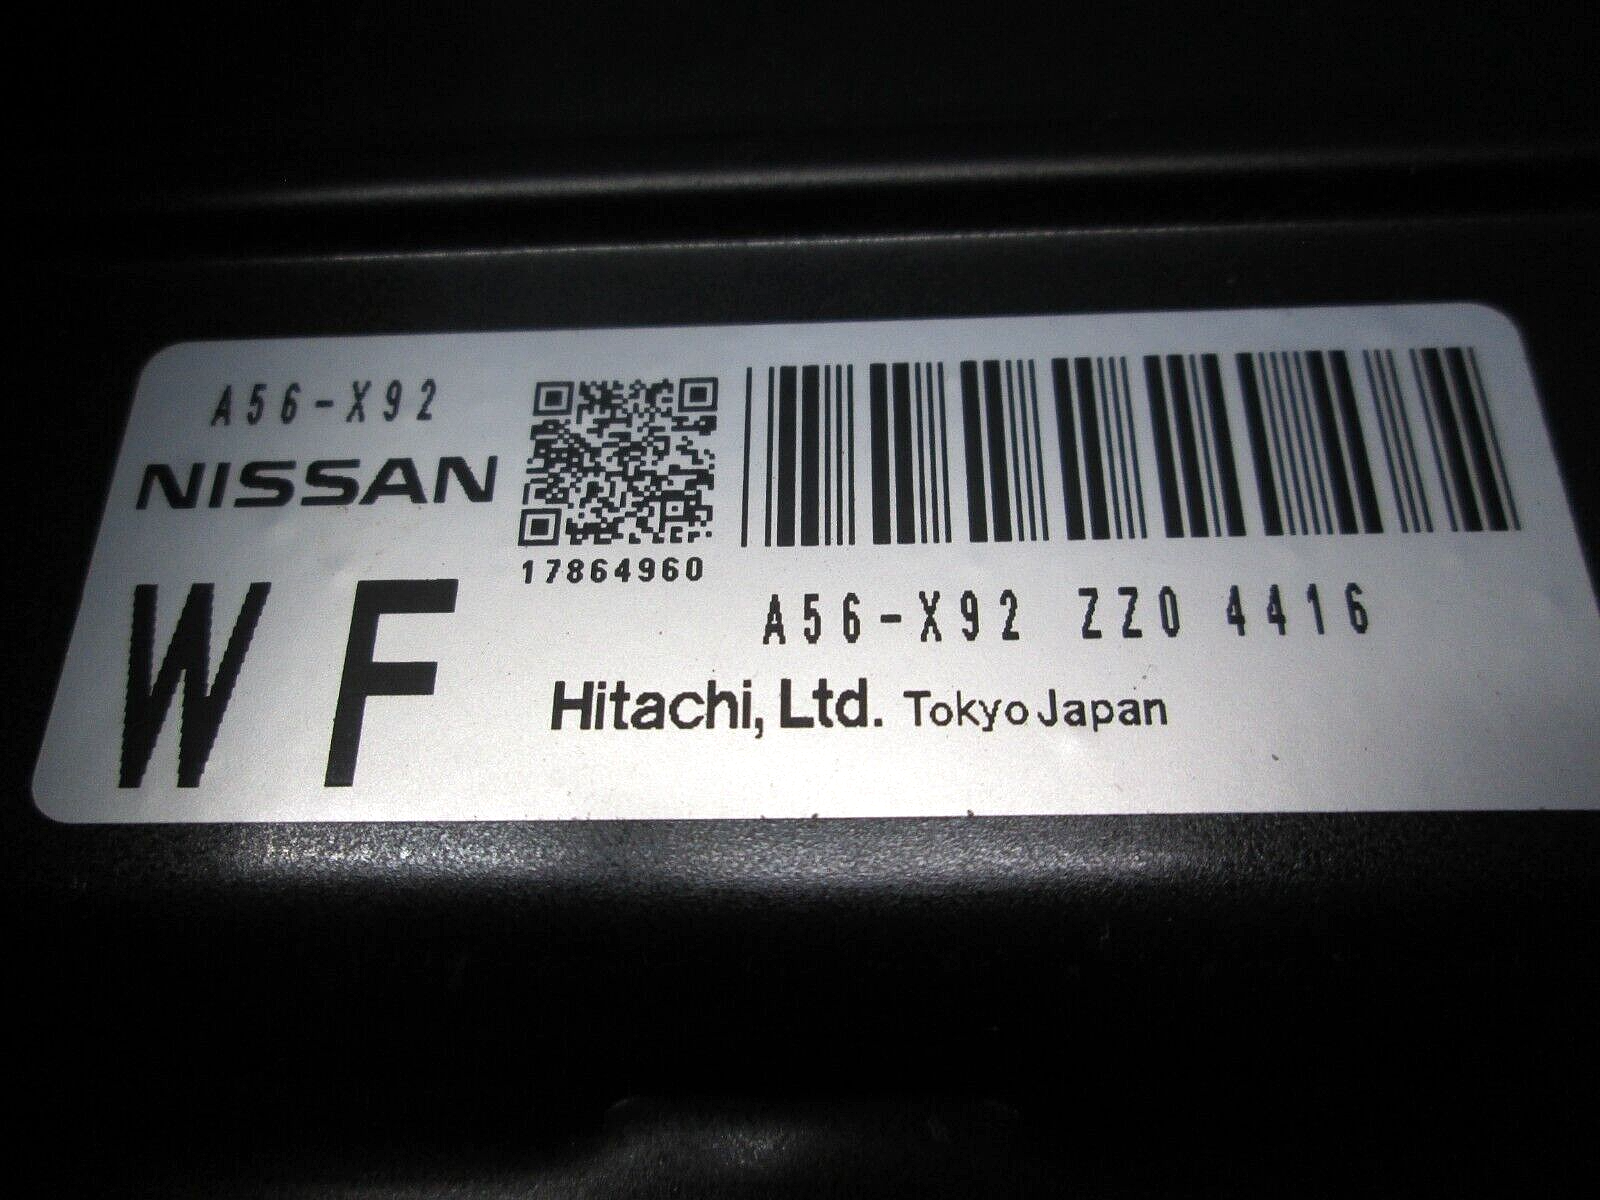 A56-X92
NISSAN
17864960
WF
A56-X92 ZZ0 4416
Hitachi, Ltd. Tokyo Japan